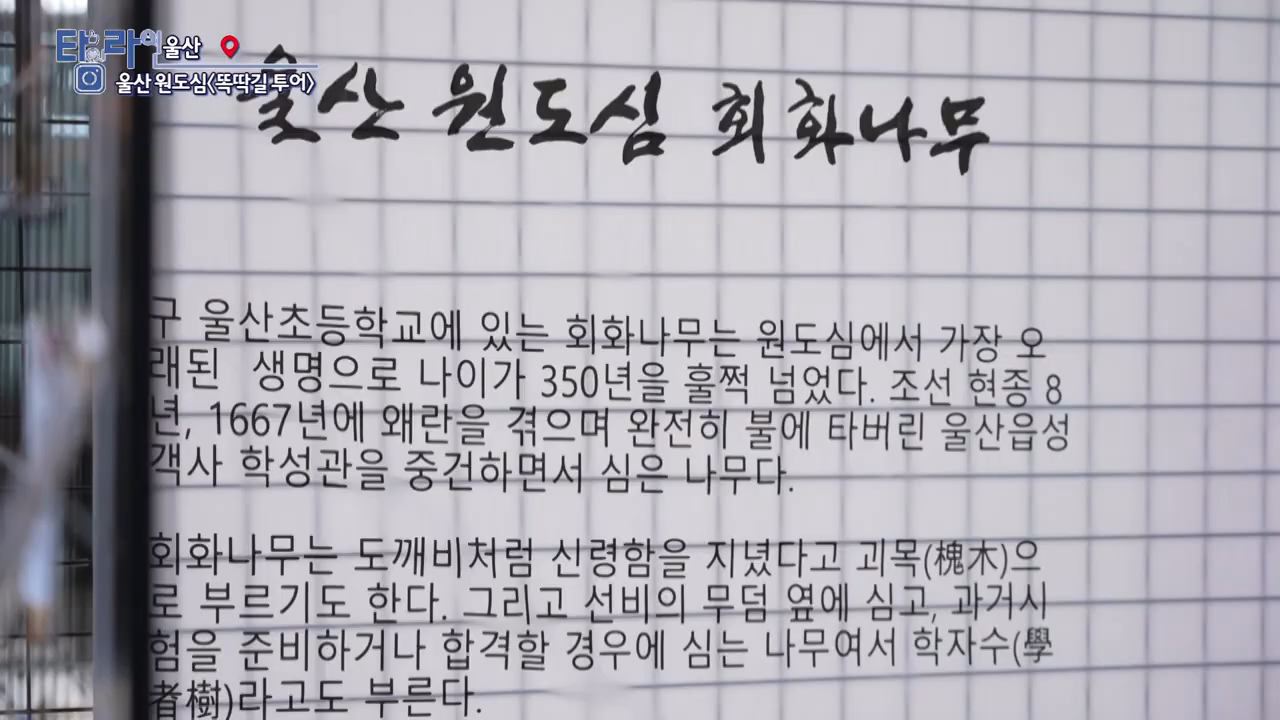 타라여울산
울산 원도심<똑딱길 투어>
울산 원도심 회화나무
구 울산초등학교에 있는 회화나무는 원도심에서 가장 오
래된 생명으로 나이가 350년을 훌쩍 넘었다. 조선 현종 8
년, 1667년에 왜란을 겪으며 완전히 불에 타버린 울산읍성
객사 학성관을 중건하면서 심은 나무다.
회화나무는 도깨비처럼 신령함을 지녔다고 괴목(槐木)으
로 부르기도 한다. 그리고 선비의 무덤 옆에 심고, 과거시
험을 준비하거나 합격할 경우에 심는 나무여서 학자수(學
者樹)라고도 부른다.